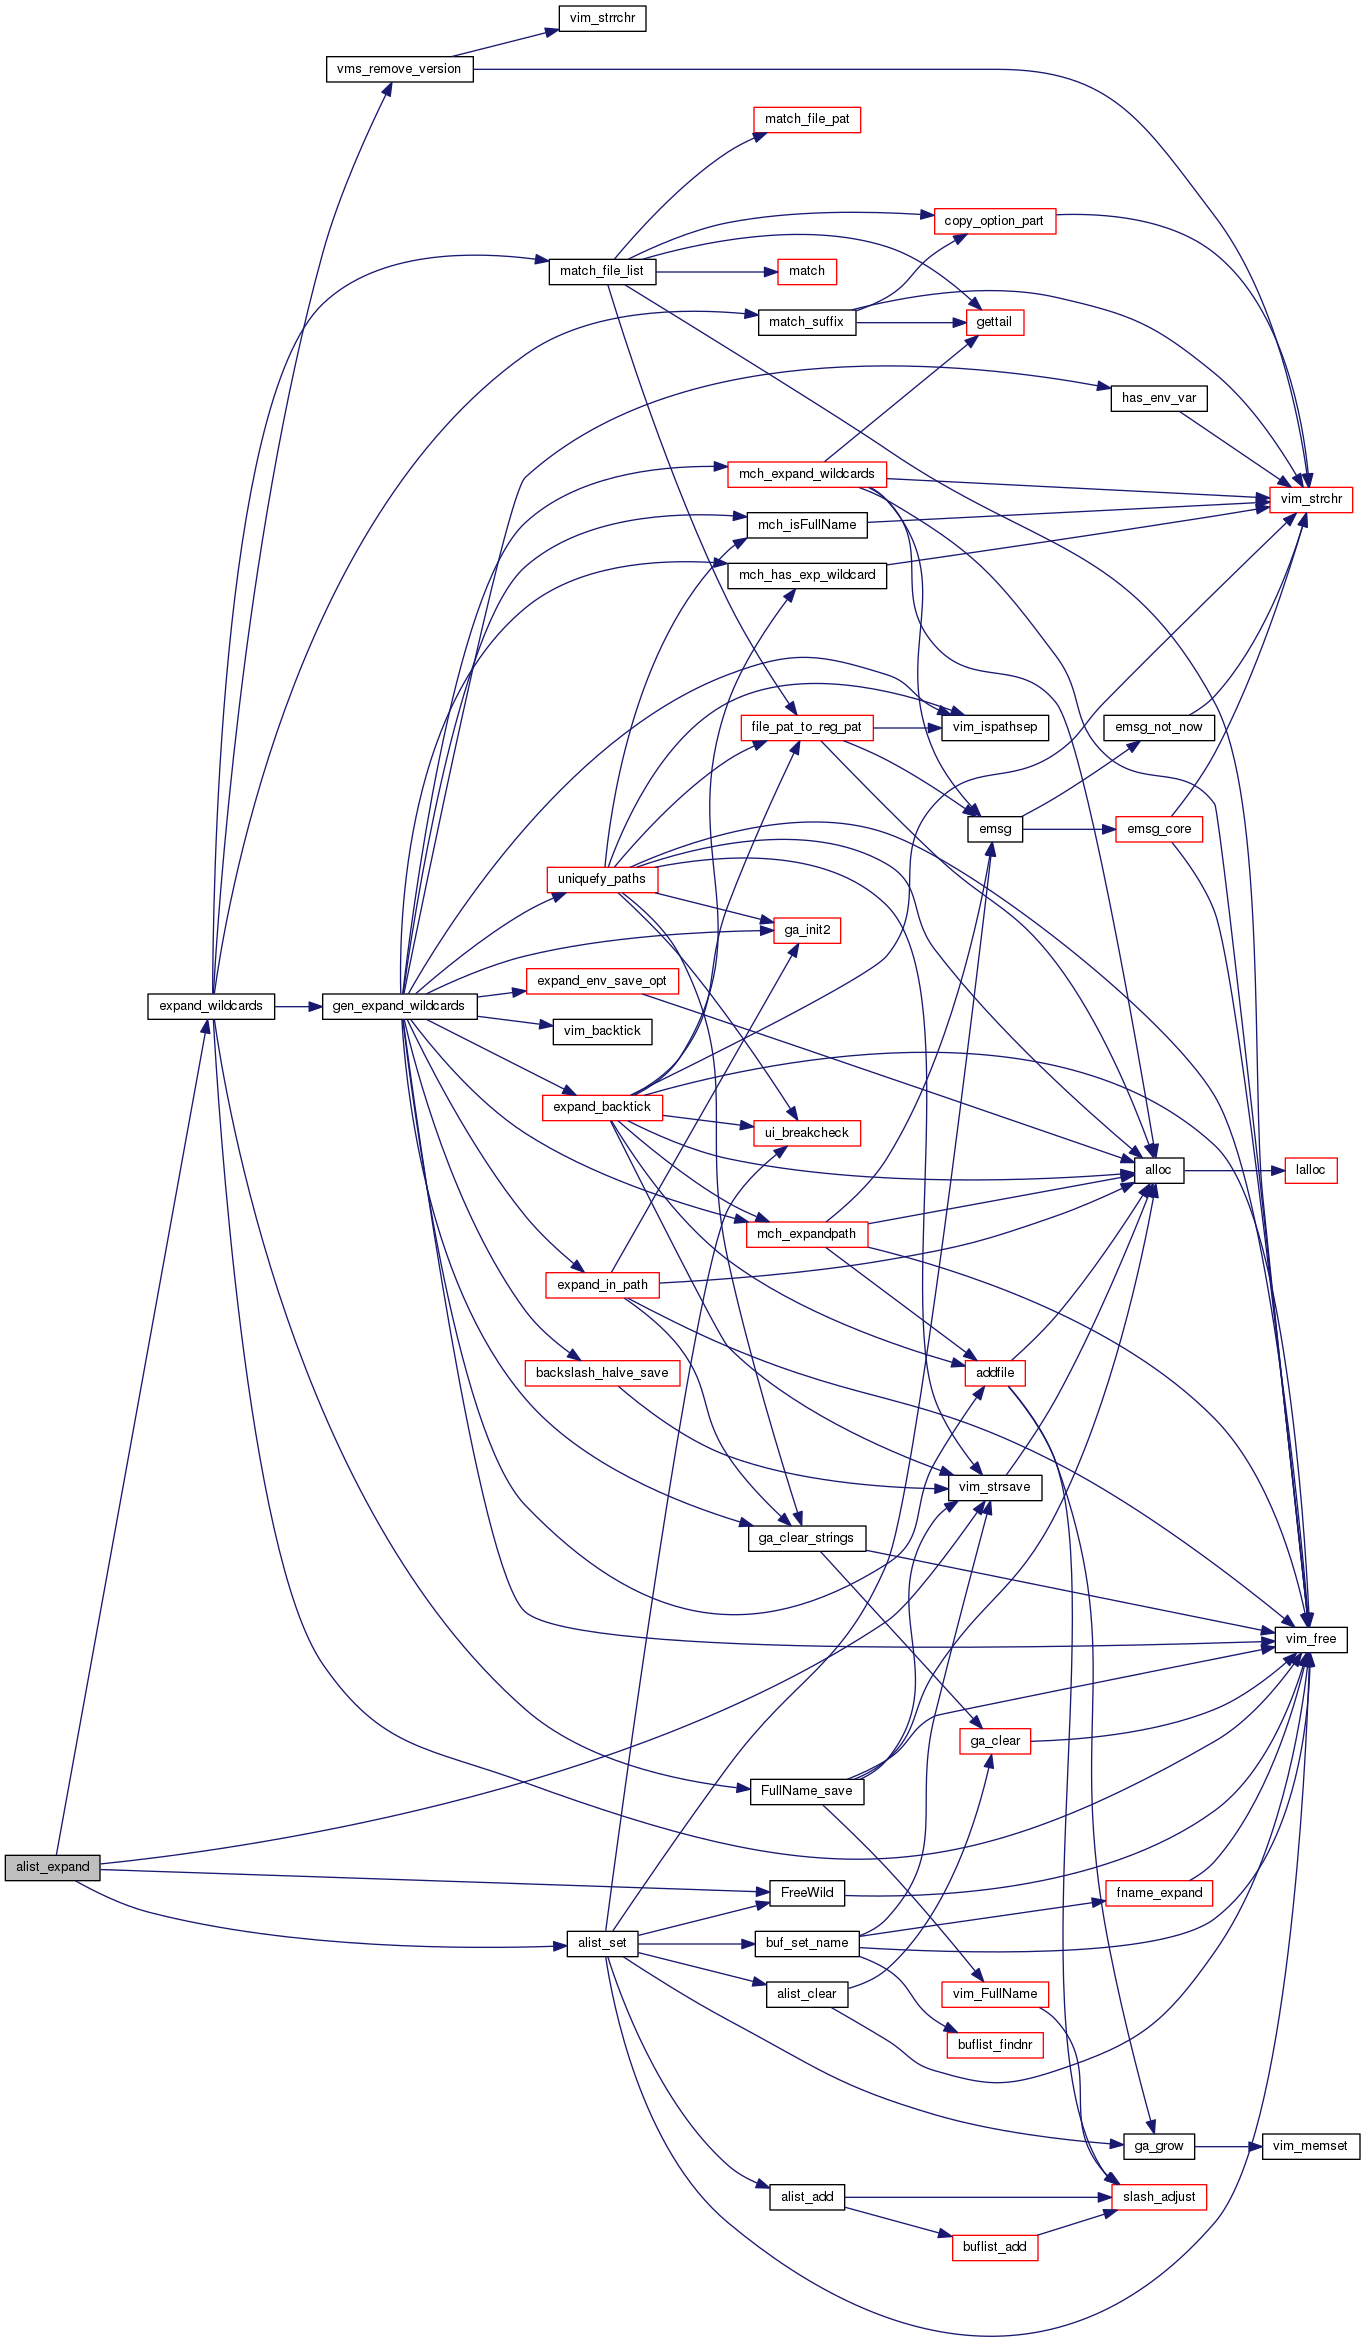 vim_strrchr
vms_remove_version
match_file_pat
copy_option_part
match_file_list
match
match_suffix
gettail
has_env_var
mch_expand_wildcards
vim_strchr
mch_isFullName
mch_has_exp_wildcard
file_pat_to_reg_pat
vim_ispathsep
emsg_not_now
emsg
emsg_core
uniquefy_paths
ga_init2
expand_env_save_opt
expand_wildcards
gen_expand_wildcards
vim_backtick
expand_backtick
ui_breakcheck
alloc
lalloc
mch_expandpath
expand_in_path
backslash_halve_save
addfile
vim_strsave
ga_clear_strings
vim_free
ga_clear
FullName_save
alist_expand
FreeWild
fname_expand
alist_set
buf_set_name
alist_clear
vim_FullName
buflist_findnr
ga_grow
vim_memset
alist_add
slash_adjust
buflist_add